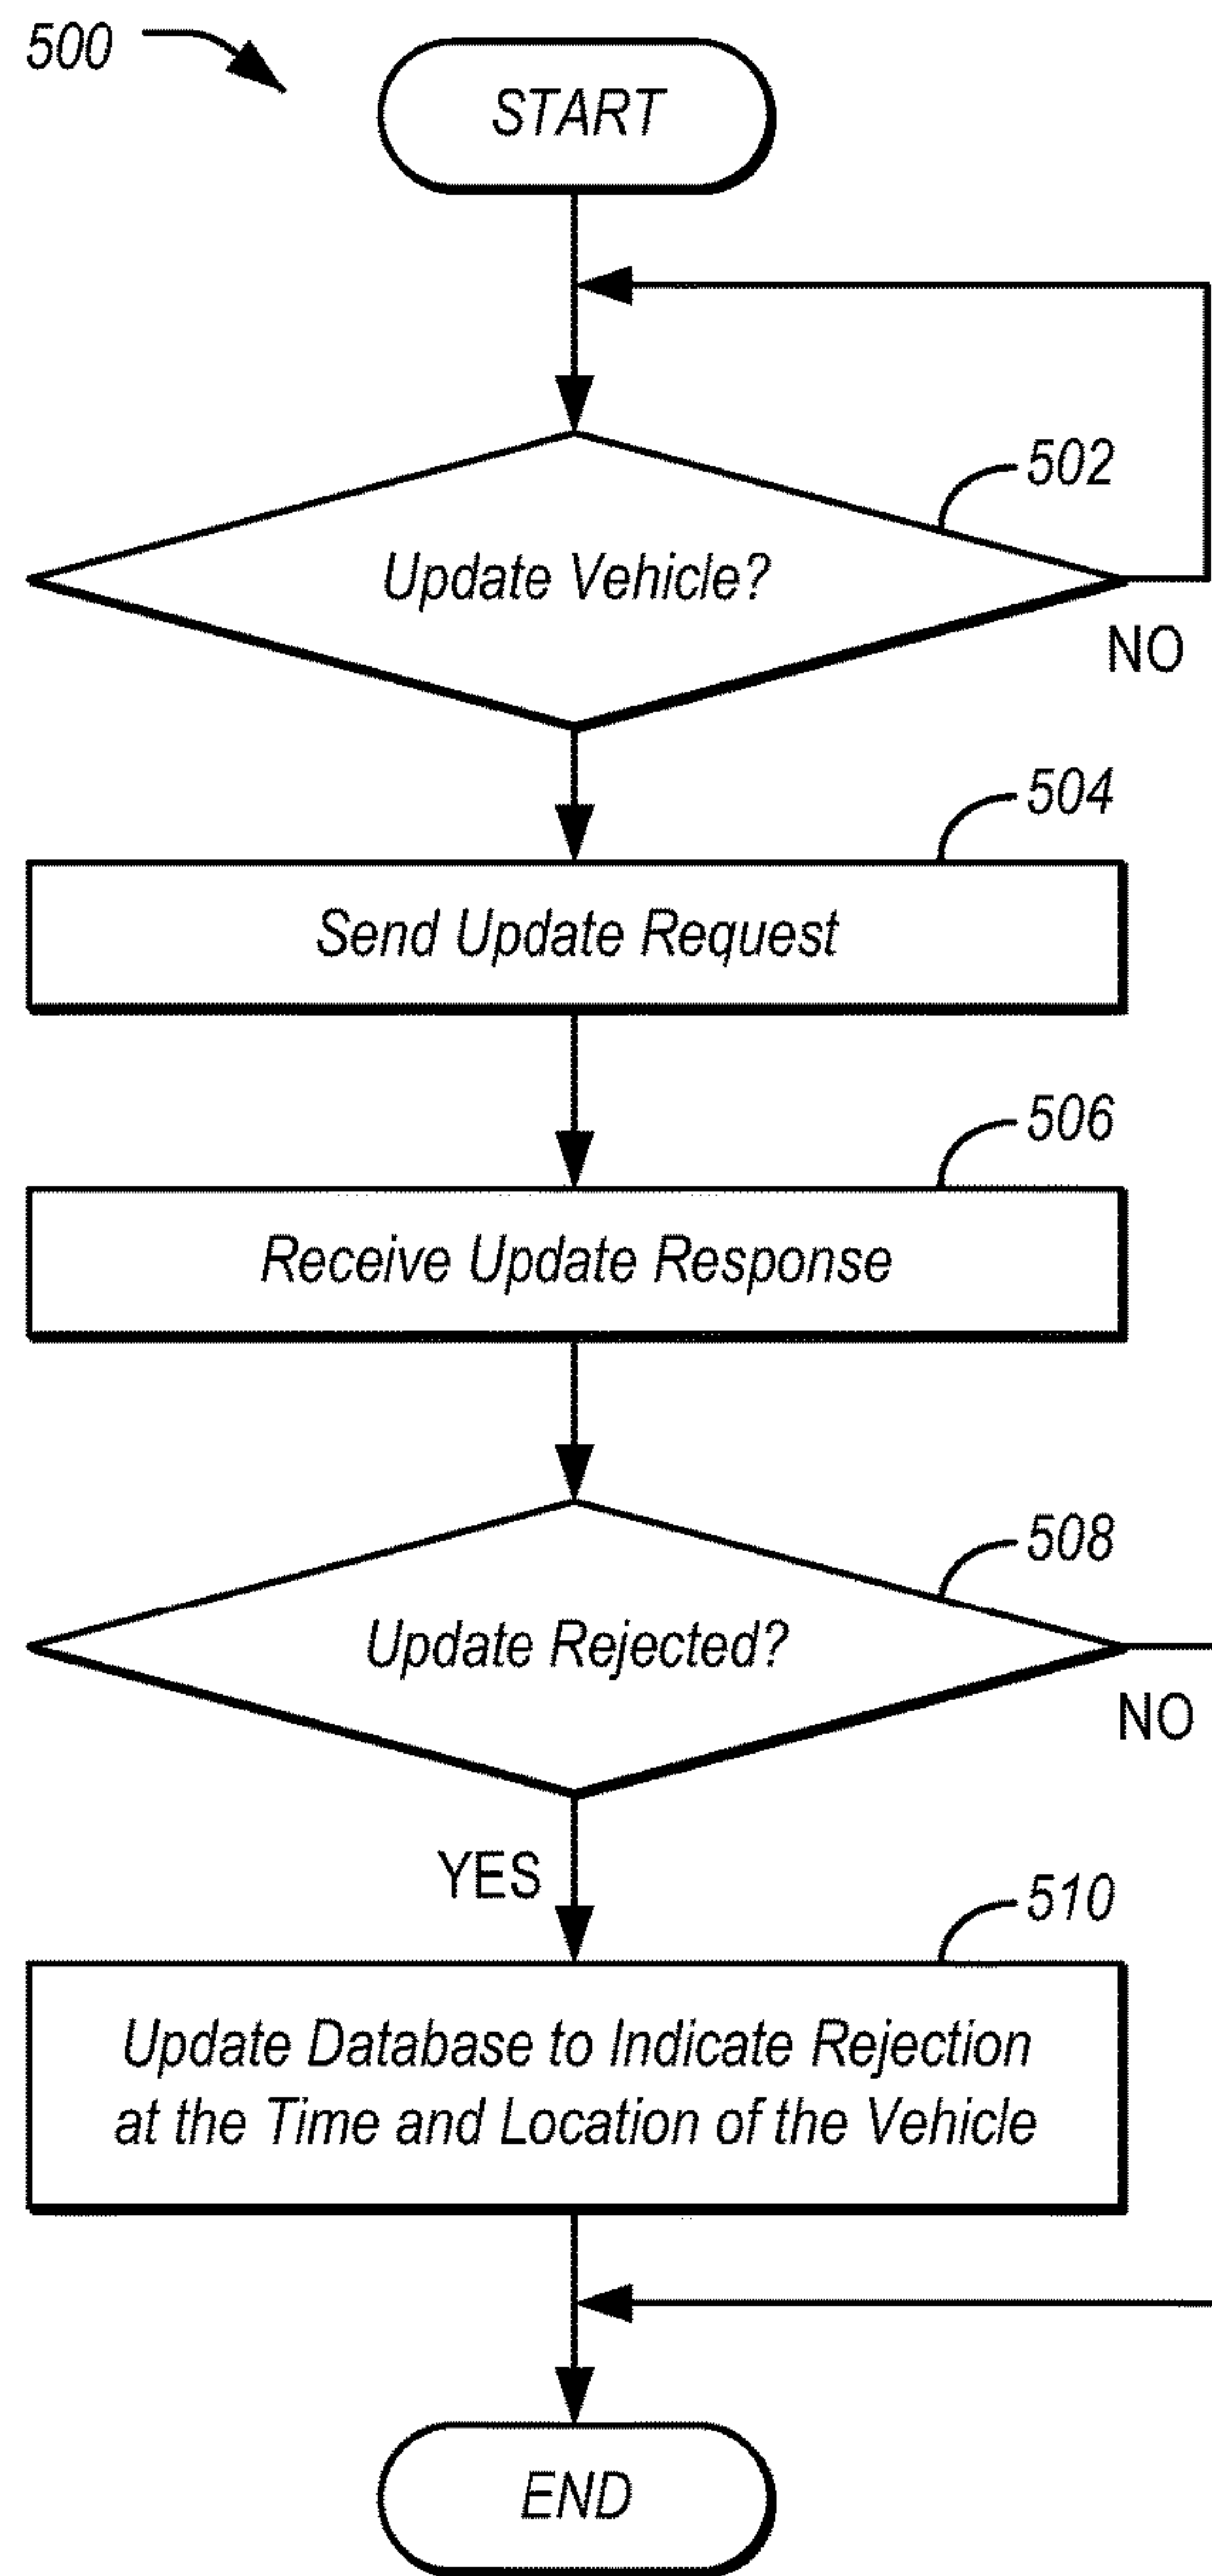 500
START
502
Update Vehicle?
NO
504
Send Update Request
506
Receive Update Response
508
Update Rejected?
NO
YES
510
Update Database to Indicate Rejection
at the Time and Location of the Vehicle
END